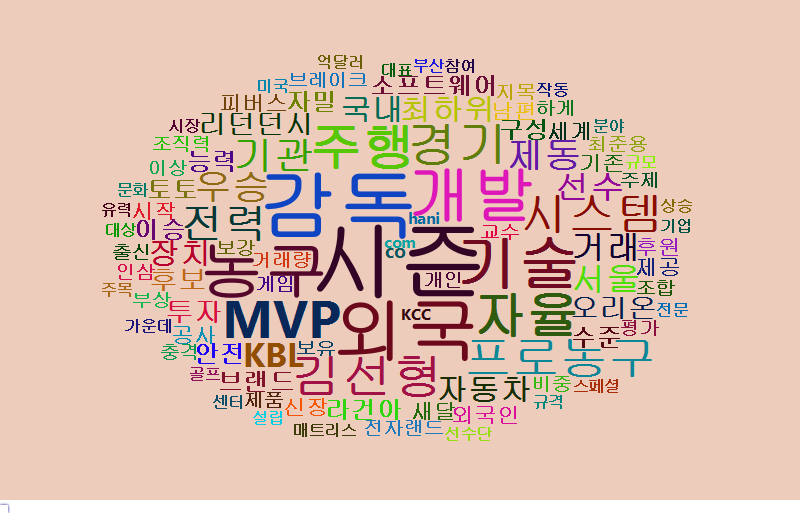 억달러
대표 부산 참여
미국 브레이크 소프트웨어 지목 작동
피버스 자밀 국내 최하위 남편 하게
시장 리던던시 주행 경기 구성 세계 분야
조직력 능력 기관 제동 기존 최준용 규모
이상 선수 주제
문화 토토 우승 감독 개발
유력 시작 전력 hani 시스템 상승
대상 이승 교수 기업
출신 장치 보강 com 거래 후원
인삼 거래량 농구 시즌 co 기술 서울 제공
주목 후보 게임 개인 조합
부상 투자 MVP 외국 KCC 자율 오리온 전문
가운데 공사 수준 평가
충격 안전 KBL 보유 프로농구
골프 브랜드 김선형 자동차 비중 스페셜
센터 제품 신장 라건아 새달 외국인 규격
설립
매트리스 전자랜드 선수단